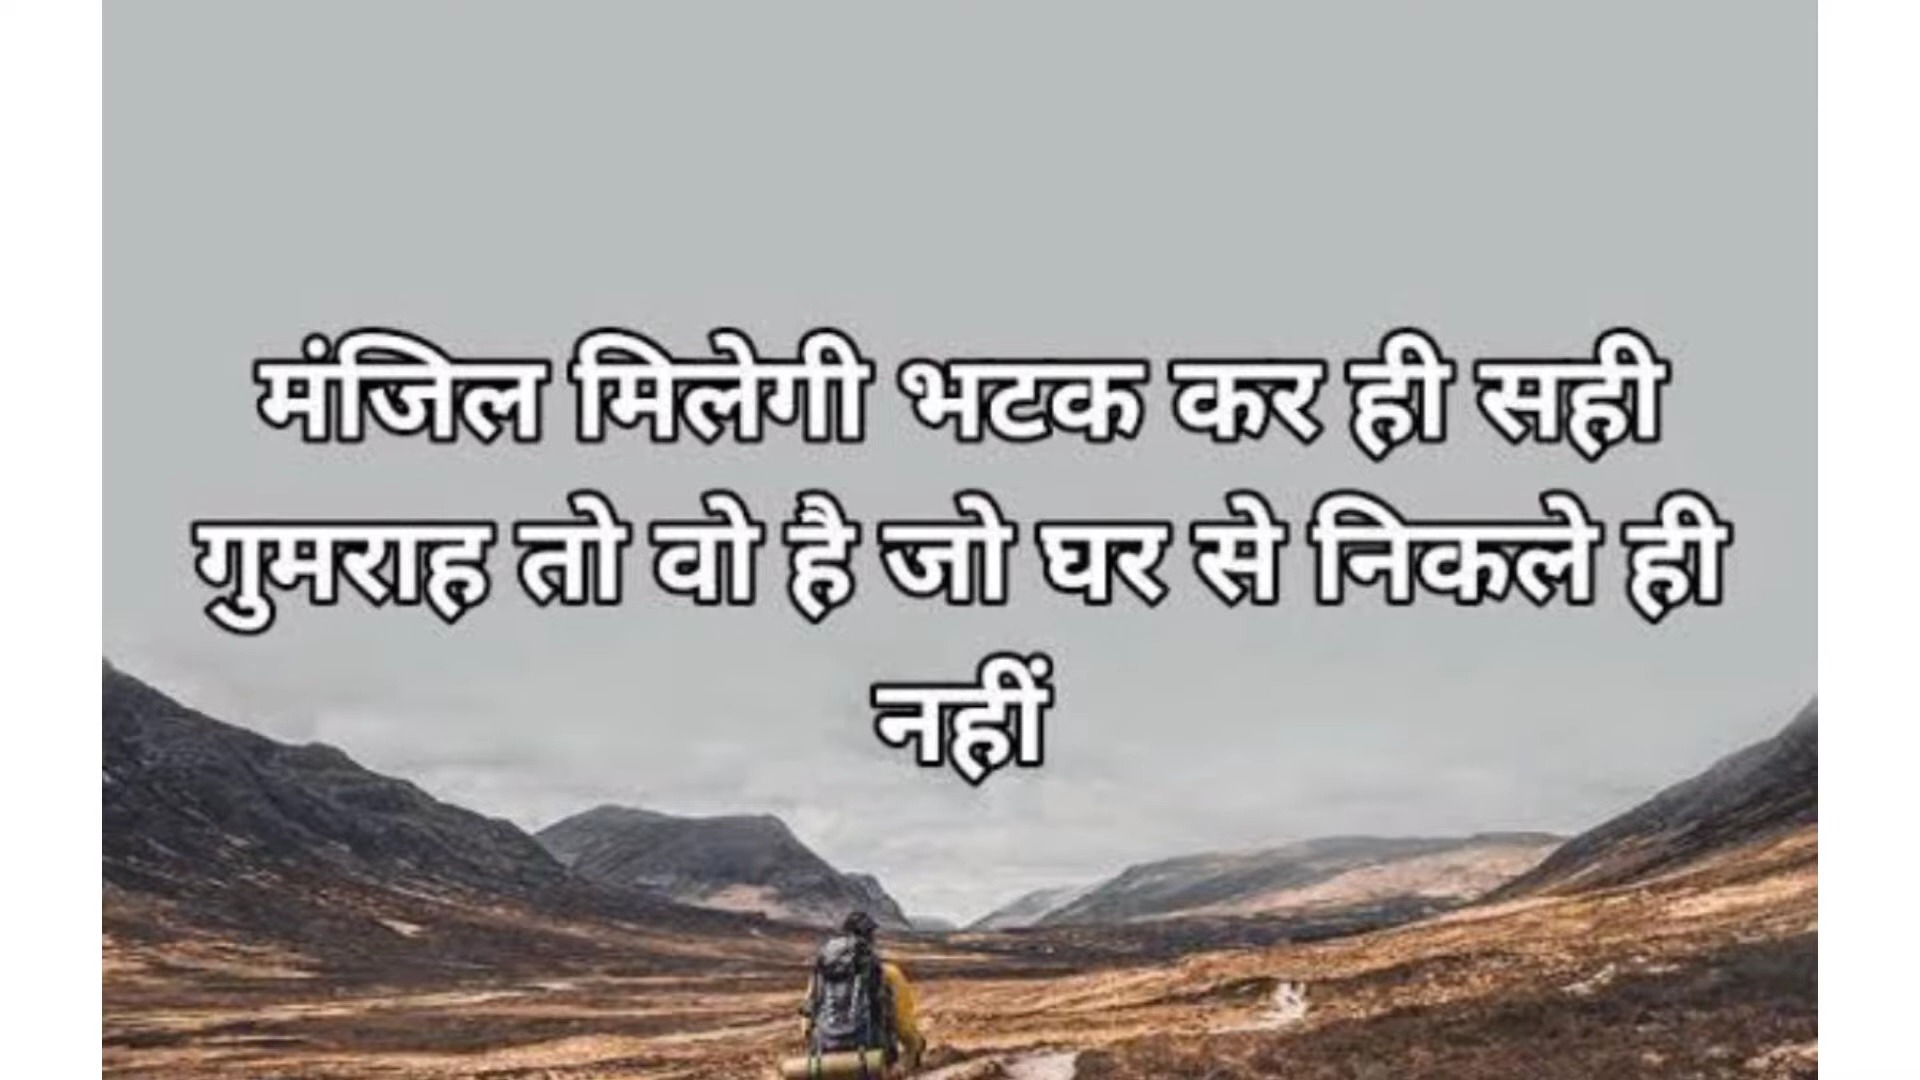 मंजिल मिलेगी भटक कर ही सही
गुमराह तो वो है जो घर से निकले ही
नहीं